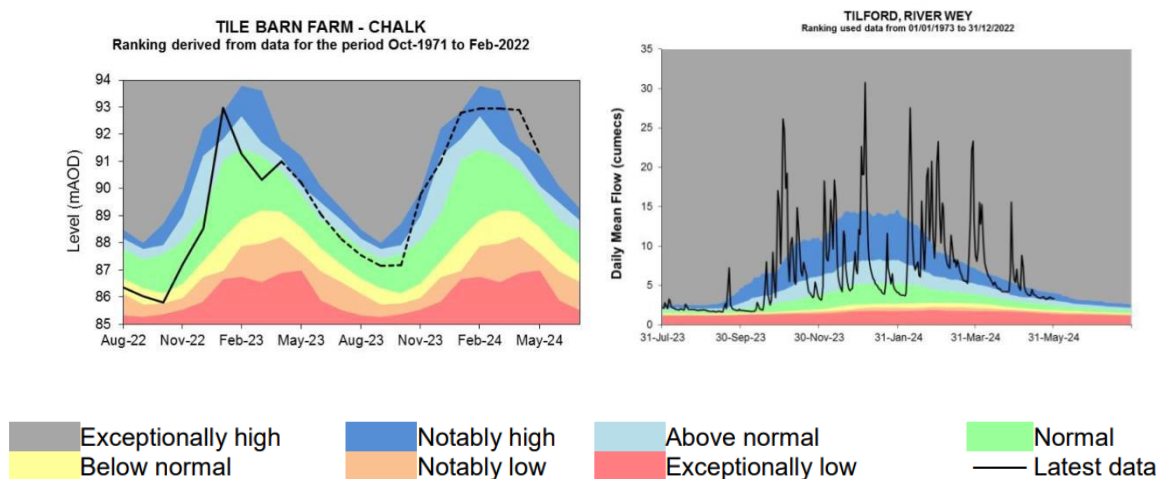 TILE BARN FARM - CHALK
Ranking derived from data for the period Oct-1971 to Feb-2022
Level (mAOD)
94
93
92
91
90
89
88
87
86
85
Aug-22 Nov-22 Feb-23 May-23 Aug-23 Nov-23 Feb-24 May-24
TILFORD, RIVER WEY
Ranking used data from 01/01/1973 to 31/12/2022
Daily Mean Flow (cumecs)
35
30
25
20
15
10
5
0
31-Jul-23 30-Sep-23 30-Nov-23 31-Jan-24 31-Mar-24 31-May-24
Exceptionally high Notably high Above normal Normal
Below normal Notably low Exceptionally low Latest data